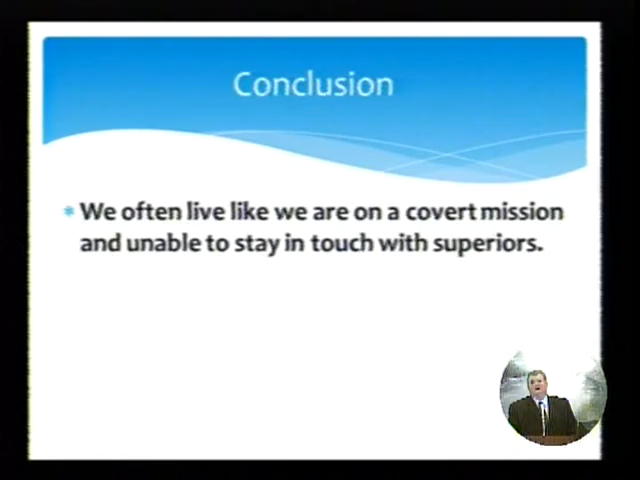 Conclusion
We often live like we are on a covert mission
and unable to stay in touch with superiors.